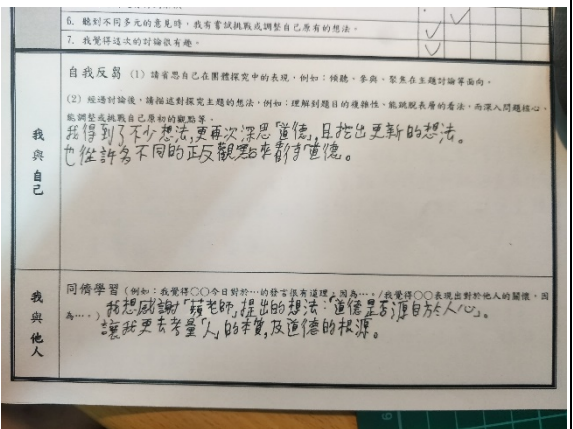 6. 聽到不同多元的意見時，我有嘗試挑戰或調整自己原有的想法。
7. 我覺得這次的討論很有趣。
我與自己
自我反芻 (1) 請省思自己在團體探究中的表現，例如：傾聽、參與、聚焦在主題討論等面向。
(2) 經過討論後，請描述對探究主題的想法，例如：理解到題目的複雜性、能跳脫表層的看法，而深入問題核心、
能調整或挑戰自己原初的觀點等。
我得到了不少想法，更再次深思「道德」，且指出更新的想法。
也從許多不同的正反觀點來看待道德。
我與他人
同儕學習 (例如：我覺得○○今日對於…的發言很有道理，因為…。/我覺得○○表現出對於他人的關懷，因
為…。)
我想感謝「蘋老師」提出的想法：「道德是否源自於人心」。
讓我更去考量「人」的本質，及道德的根源。